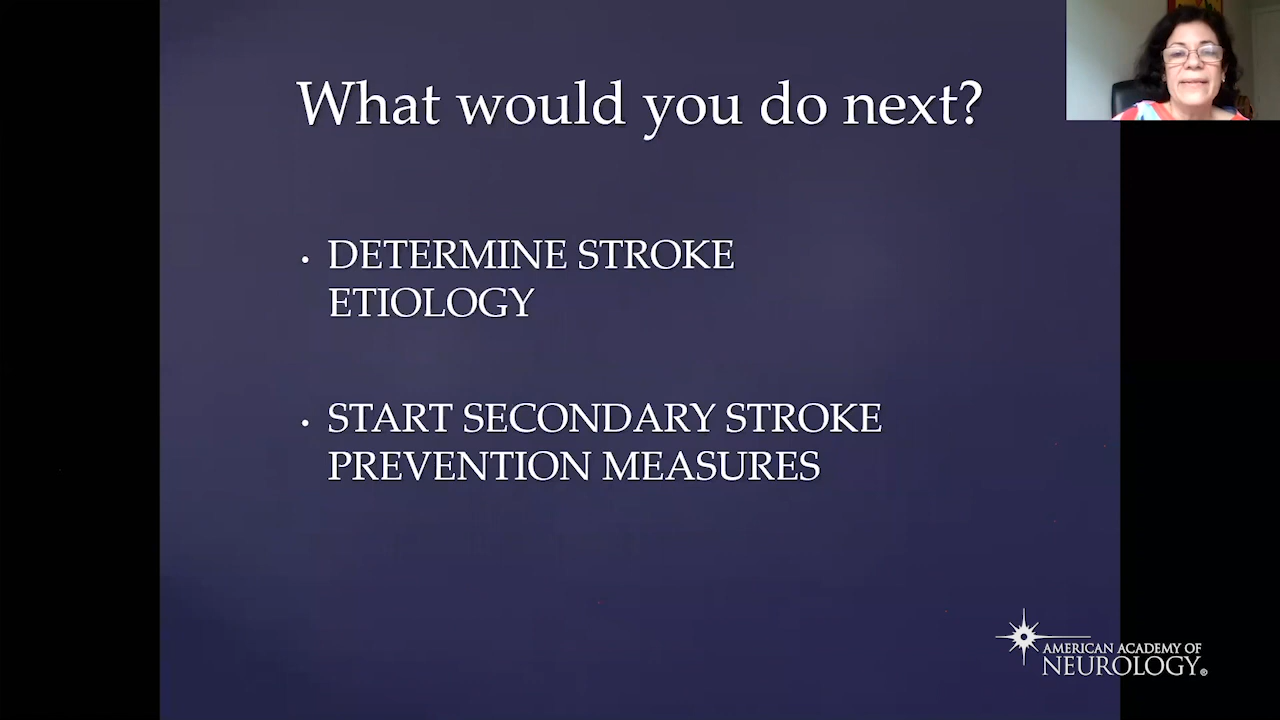 What would you do next?
• DETERMINE STROKE
ETIOLOGY
• START SECONDARY STROKE
PREVENTION MEASURES
AMERICAN ACADEMY OF
NEUROLOGY®